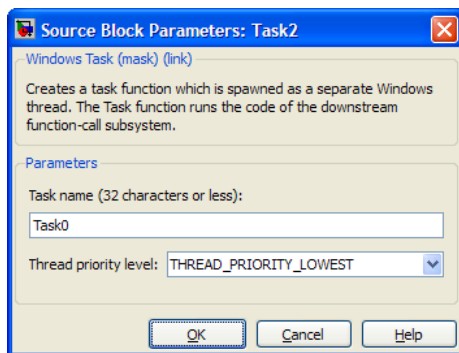 Source Block Parameters: Task2
Windows Task (mask) (link)
Creates a task function which is spawned as a separate Windows
thread. The Task function runs the code of the downstream
function-call subsystem.
Parameters
Task name (32 characters or less):
Task0
Thread priority level: THREAD_PRIORITY_LOWEST
OK Cancel Help